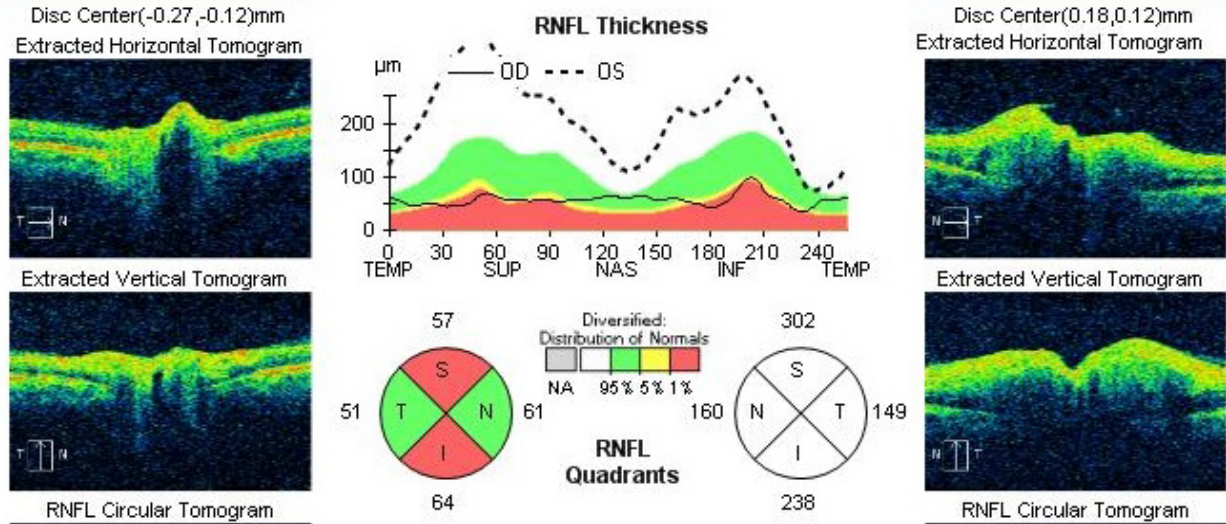 Disc Center(-0.27,-0.12)mm
Extracted Horizontal Tomogram
T N
Extracted Vertical Tomogram
T N
RNFL Circular Tomogram
RNFL Thickness
µm
OD OS
200
100
0
0 30 60 90 120 150 180 210 240
TEMP SUP NAS INF TEMP
57
S
51 T N 61
I
64
Diversified:
Distribution of Normals
NA 95% 5% 1%
RNFL
Quadrants
302
S
160 N T 149
I
238
Disc Center(0.18,0.12)mm
Extracted Horizontal Tomogram
N T
Extracted Vertical Tomogram
N T
RNFL Circular Tomogram